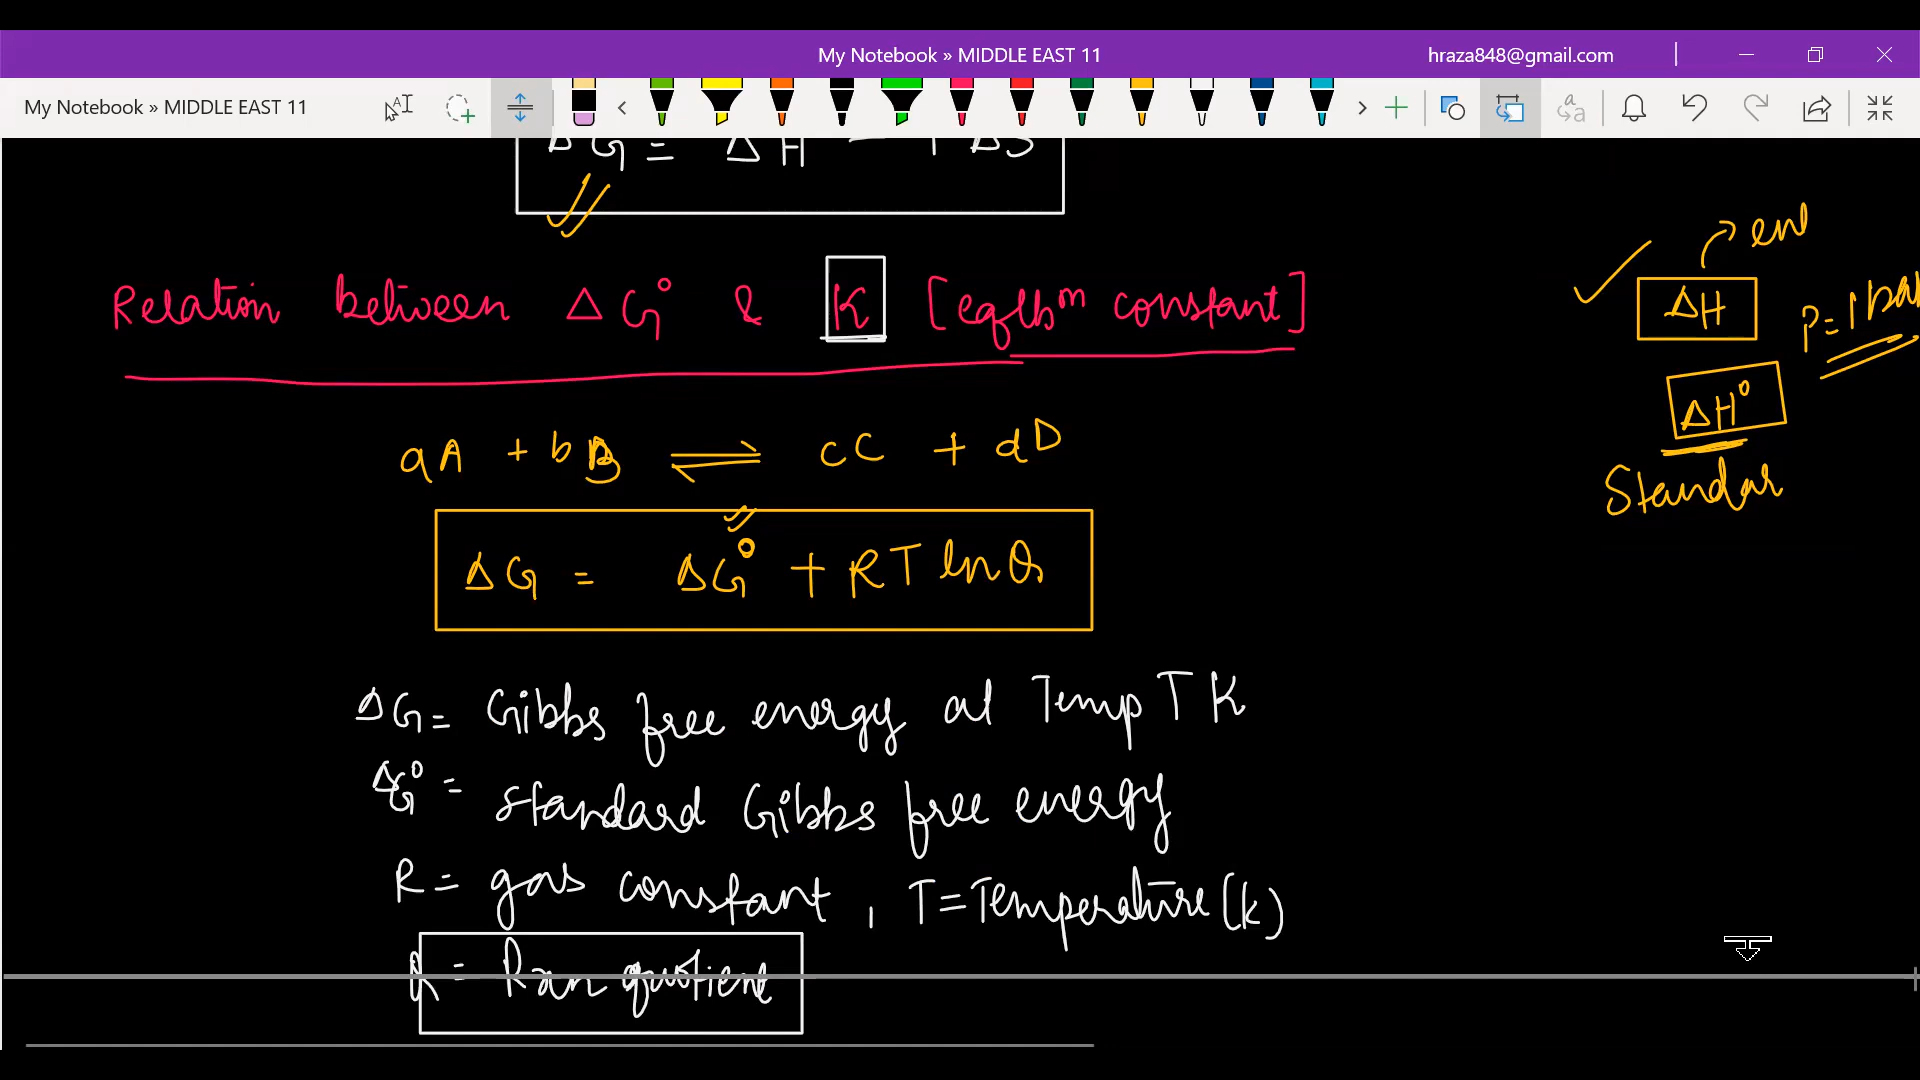 My Notebook » MIDDLE EAST 11
hraza848@gmail.com
My Notebook » MIDDLE EAST 11
ΔG = ΔH - TΔS
Relation between ΔG° & K [eqlbᵐ constant]
aA + bB ⇌ cC + dD
ΔG = ΔG° + RT lnQ
ΔG = Gibbs free energy at Temp T K
ΔG° = standard Gibbs free energy
R = gas constant, T = Temperature (k)
Q = Rxn quotient
ΔH
P = 1 bar
ΔH°
Standar